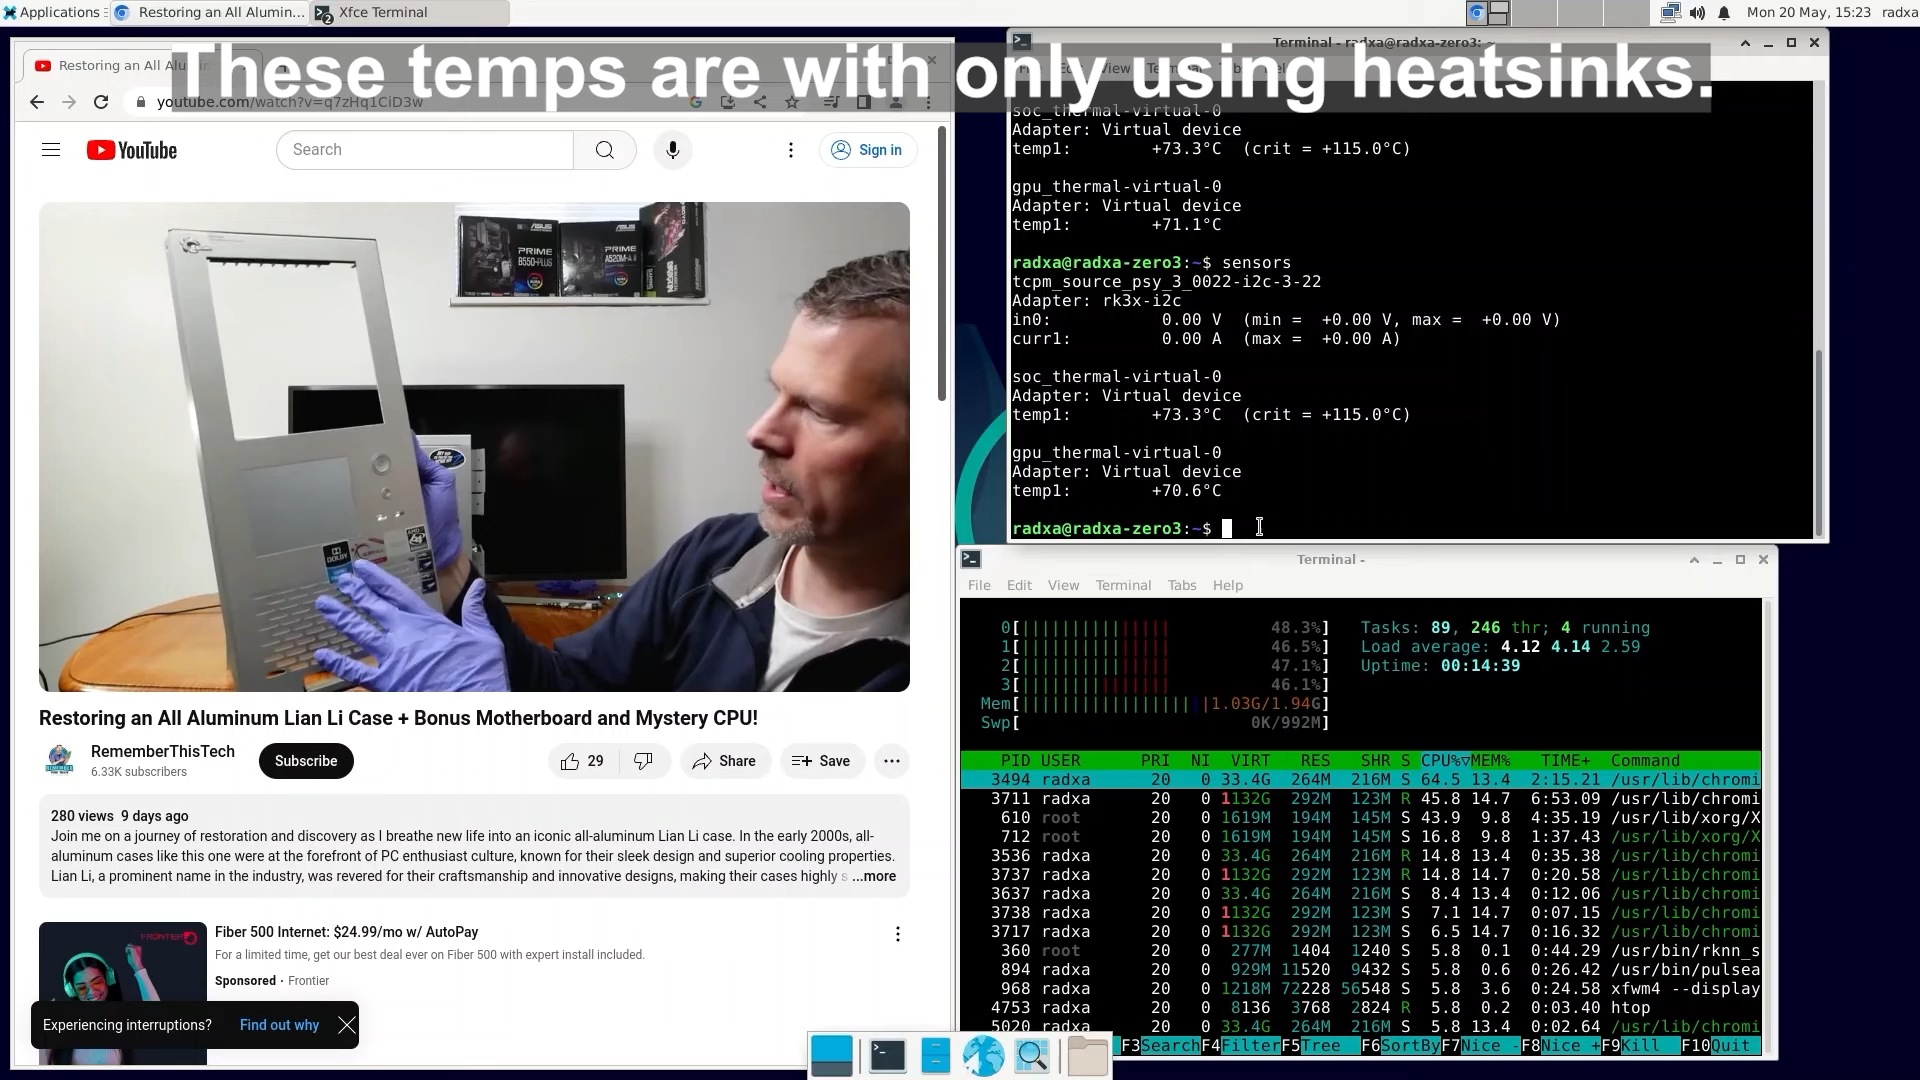 Applications
Restoring an All Alumin...
Xfce Terminal
Mon 20 May, 15:23
radxa
These temps are with only using heatsinks.
Restoring an All Alu
youtube.com/watch?v=q7zHq1CiD3w
YouTube
Search
Sign in
ASUS
PRIME
B550-PLUS
ASUS
PRIME
A520M-A II
DOLBY
AMD
Restoring an All Aluminum Lian Li Case + Bonus Motherboard and Mystery CPU!
RememberThisTech
6.33K subscribers
Subscribe
29
Share
Save
280 views 9 days ago
Join me on a journey of restoration and discovery as I breathe new life into an iconic all-aluminum Lian Li case. In the early 2000s, all-
aluminum cases like this one were at the forefront of PC enthusiast culture, known for their sleek design and superior cooling properties.
Lian Li, a prominent name in the industry, was revered for their craftsmanship and innovative designs, making their cases highly s ...more
FRONTIER
Fiber 500 Internet: $24.99/mo w/ AutoPay
For a limited time, get our best deal ever on Fiber 500 with expert install included.
Sponsored · Frontier
Experiencing interruptions? Find out why
Terminal - radxa@radxa-zero3: ~
soc_thermal-virtual-0
Adapter: Virtual device
temp1: +73.3°C (crit = +115.0°C)
gpu_thermal-virtual-0
Adapter: Virtual device
temp1: +71.1°C
radxa@radxa-zero3:~$ sensors
tcpm_source_psy_3_0022-i2c-3-22
Adapter: rk3x-i2c
in0: 0.00 V (min = +0.00 V, max = +0.00 V)
curr1: 0.00 A (max = +0.00 A)
soc_thermal-virtual-0
Adapter: Virtual device
temp1: +73.3°C (crit = +115.0°C)
gpu_thermal-virtual-0
Adapter: Virtual device
temp1: +70.6°C
radxa@radxa-zero3:~$
Terminal -
File Edit View Terminal Tabs Help
0[|||||||||||||||| 48.3%] Tasks: 89, 246 thr; 4 running
1[|||||||||||||||| 46.5%] Load average: 4.12 4.14 2.59
2[|||||||||||||||| 47.1%] Uptime: 00:14:39
3[|||||||||||||||| 46.1%]
Mem[||||||||||||||||||||1.03G/1.94G]
Swp[ 0K/992M]
PID USER PRI NI VIRT RES SHR S CPU%▽MEM% TIME+ Command
3494 radxa 20 0 33.4G 264M 216M S 64.5 13.4 2:15.21 /usr/lib/chromi
3711 radxa 20 0 1132G 292M 123M R 45.8 14.7 6:53.09 /usr/lib/chromi
610 root 20 0 1619M 194M 145M S 43.9 9.8 4:35.19 /usr/lib/xorg/X
712 root 20 0 1619M 194M 145M S 16.8 9.8 1:37.43 /usr/lib/xorg/X
3536 radxa 20 0 33.4G 264M 216M R 14.8 13.4 0:35.38 /usr/lib/chromi
3737 radxa 20 0 1132G 292M 123M R 14.8 14.7 0:20.58 /usr/lib/chromi
3637 radxa 20 0 33.4G 264M 216M S 8.4 13.4 0:12.06 /usr/lib/chromi
3738 radxa 20 0 1132G 292M 123M S 7.1 14.7 0:07.15 /usr/lib/chromi
3717 radxa 20 0 1132G 292M 123M S 6.5 14.7 0:16.32 /usr/lib/chromi
360 root 20 0 277M 1404 1240 S 5.8 0.1 0:44.29 /usr/bin/rknn_s
894 radxa 20 0 929M 11520 9432 S 5.8 0.6 0:26.42 /usr/bin/pulsea
968 radxa 20 0 1218M 72228 56548 S 5.8 3.6 0:24.58 xfwm4 --display
4753 radxa 20 0 8136 3768 2824 R 5.8 0.2 0:03.40 htop
5020 radxa 20 0 33.4G 264M 216M S 5.8 13.4 0:02.64 /usr/lib/chromi
F3Search F4Filter F5Tree F6SortBy F7Nice - F8Nice + F9Kill F10Quit